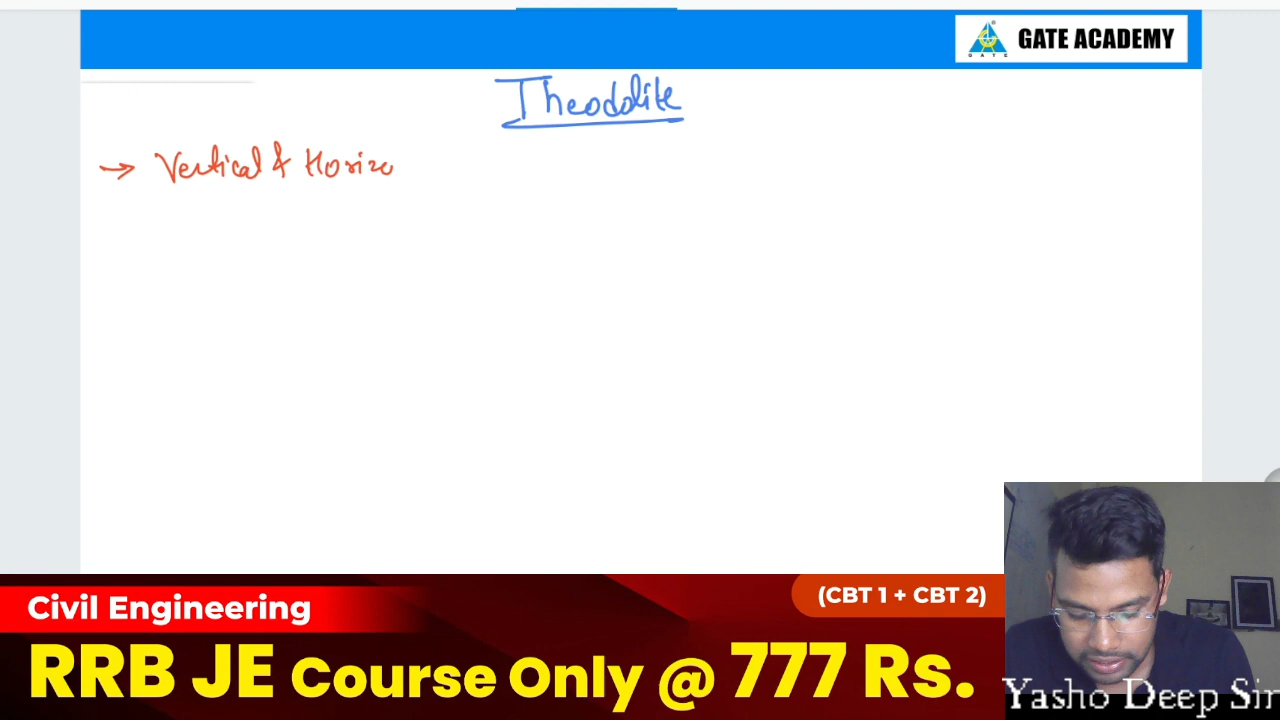 GATE ACADEMY
GATE
Theodolite
→ Vertical & Horizo
Civil Engineering
(CBT 1 + CBT 2)
RRB JE Course Only @ 777 Rs.
Yasho Deep Sir